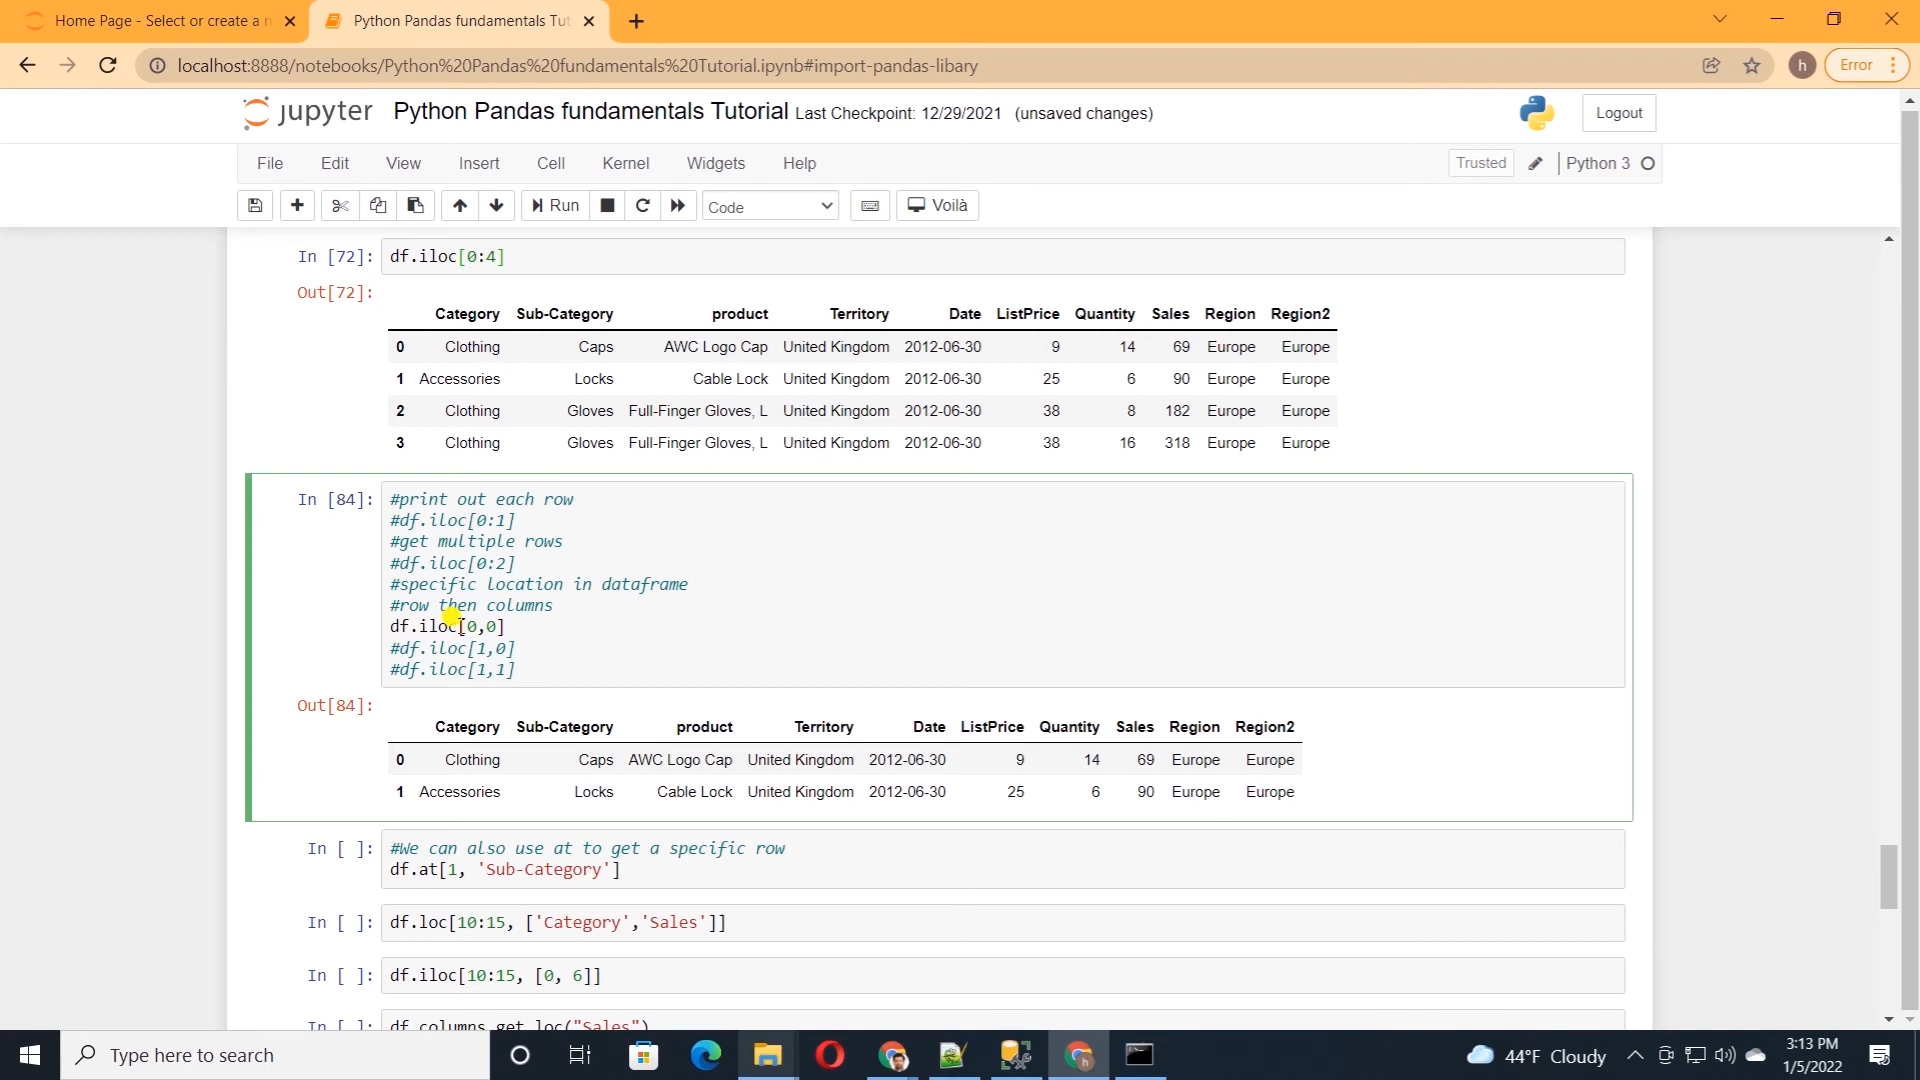 Home Page - Select or create a n
Python Pandas fundamentals Tut
localhost:8888/notebooks/Python%20Pandas%20fundamentals%20Tutorial.ipynb#import-pandas-libary
h
Error
jupyter Python Pandas fundamentals Tutorial Last Checkpoint: 12/29/2021 (unsaved changes)
Logout
File Edit View Insert Cell Kernel Widgets Help
Trusted Python 3
Run Code Voilà
In [72]: df.iloc[0:4]
Out[72]:
Category Sub-Category product Territory Date ListPrice Quantity Sales Region Region2
0 Clothing Caps AWC Logo Cap United Kingdom 2012-06-30 9 14 69 Europe Europe
1 Accessories Locks Cable Lock United Kingdom 2012-06-30 25 6 90 Europe Europe
2 Clothing Gloves Full-Finger Gloves, L United Kingdom 2012-06-30 38 8 182 Europe Europe
3 Clothing Gloves Full-Finger Gloves, L United Kingdom 2012-06-30 38 16 318 Europe Europe
In [84]: #print out each row
#df.iloc[0:1]
#get multiple rows
#df.iloc[0:2]
#specific location in dataframe
#row then columns
df.iloc[0,0]
#df.iloc[1,0]
#df.iloc[1,1]
Out[84]:
Category Sub-Category product Territory Date ListPrice Quantity Sales Region Region2
0 Clothing Caps AWC Logo Cap United Kingdom 2012-06-30 9 14 69 Europe Europe
1 Accessories Locks Cable Lock United Kingdom 2012-06-30 25 6 90 Europe Europe
In [ ]: #We can also use at to get a specific row
df.at[1, 'Sub-Category']
In [ ]: df.loc[10:15, ['Category','Sales']]
In [ ]: df.iloc[10:15, [0, 6]]
In [ ]: df.columns.get_loc("Sales")
Type here to search
44°F Cloudy
3:13 PM
1/5/2022